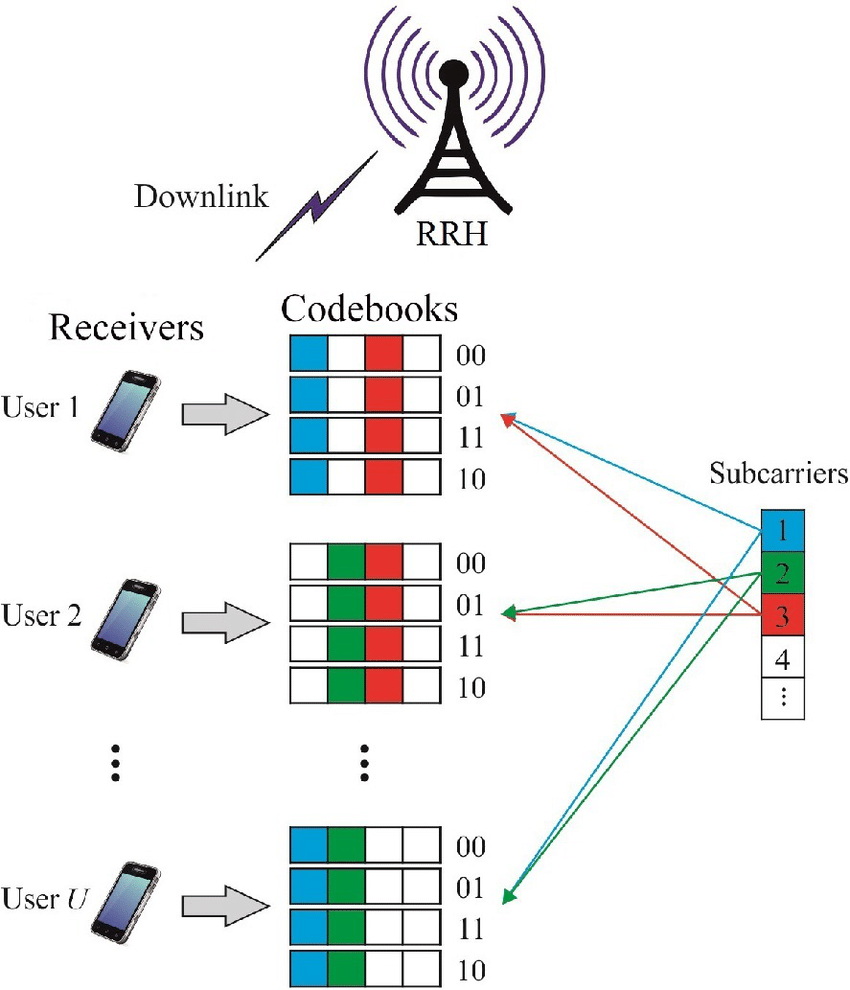 Downlink
RRH
Receivers
Codebooks
User 1
00
01
11
10
Subcarriers
1
2
3
4
⋮
User 2
00
01
11
10
User U
00
01
11
10